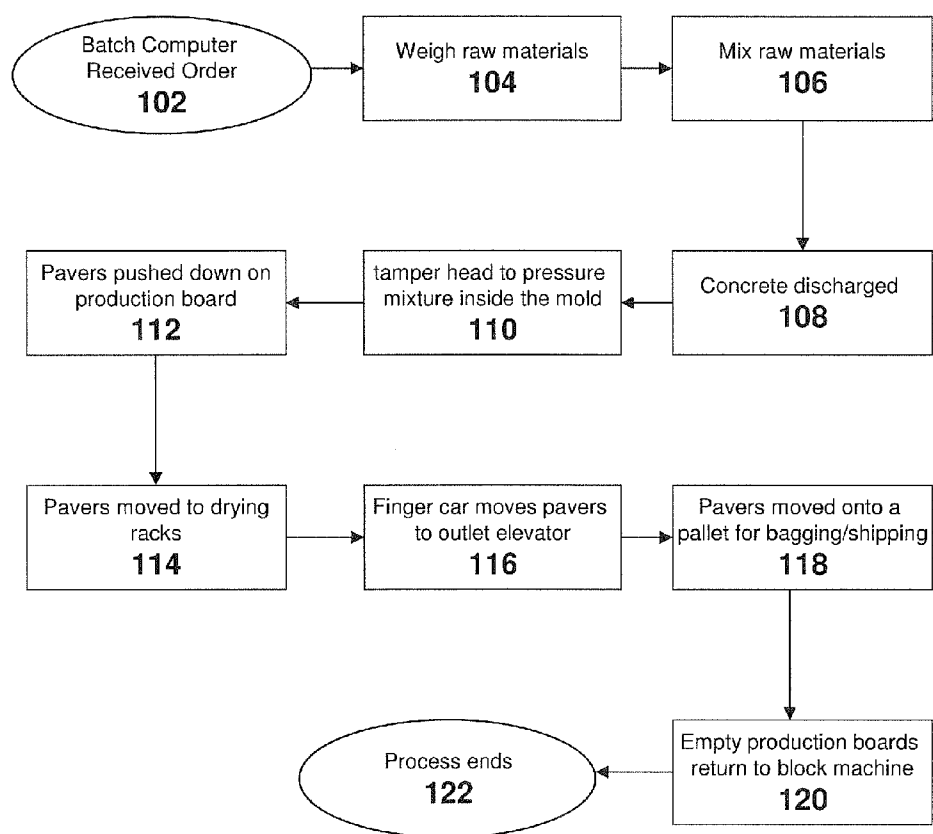 Batch Computer
Received Order
102
Weigh raw materials
104
Mix raw materials
106
Concrete discharged
108
tamper head to pressure
mixture inside the mold
110
Pavers pushed down on
production board
112
Pavers moved to drying
racks
114
Finger car moves pavers
to outlet elevator
116
Pavers moved onto a
pallet for bagging/shipping
118
Empty production boards
return to block machine
120
Process ends
122